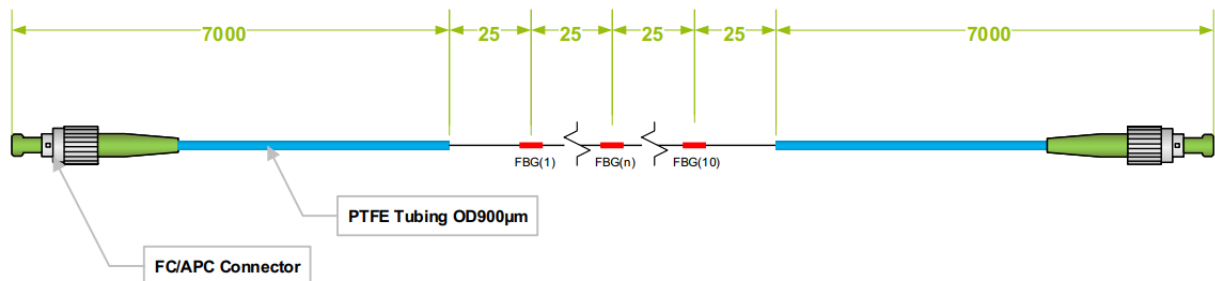 7000 25 25 25 25 7000
FBG(1) FBG(n) FBG(10)
PTFE Tubing OD900µm
FC/APC Connector